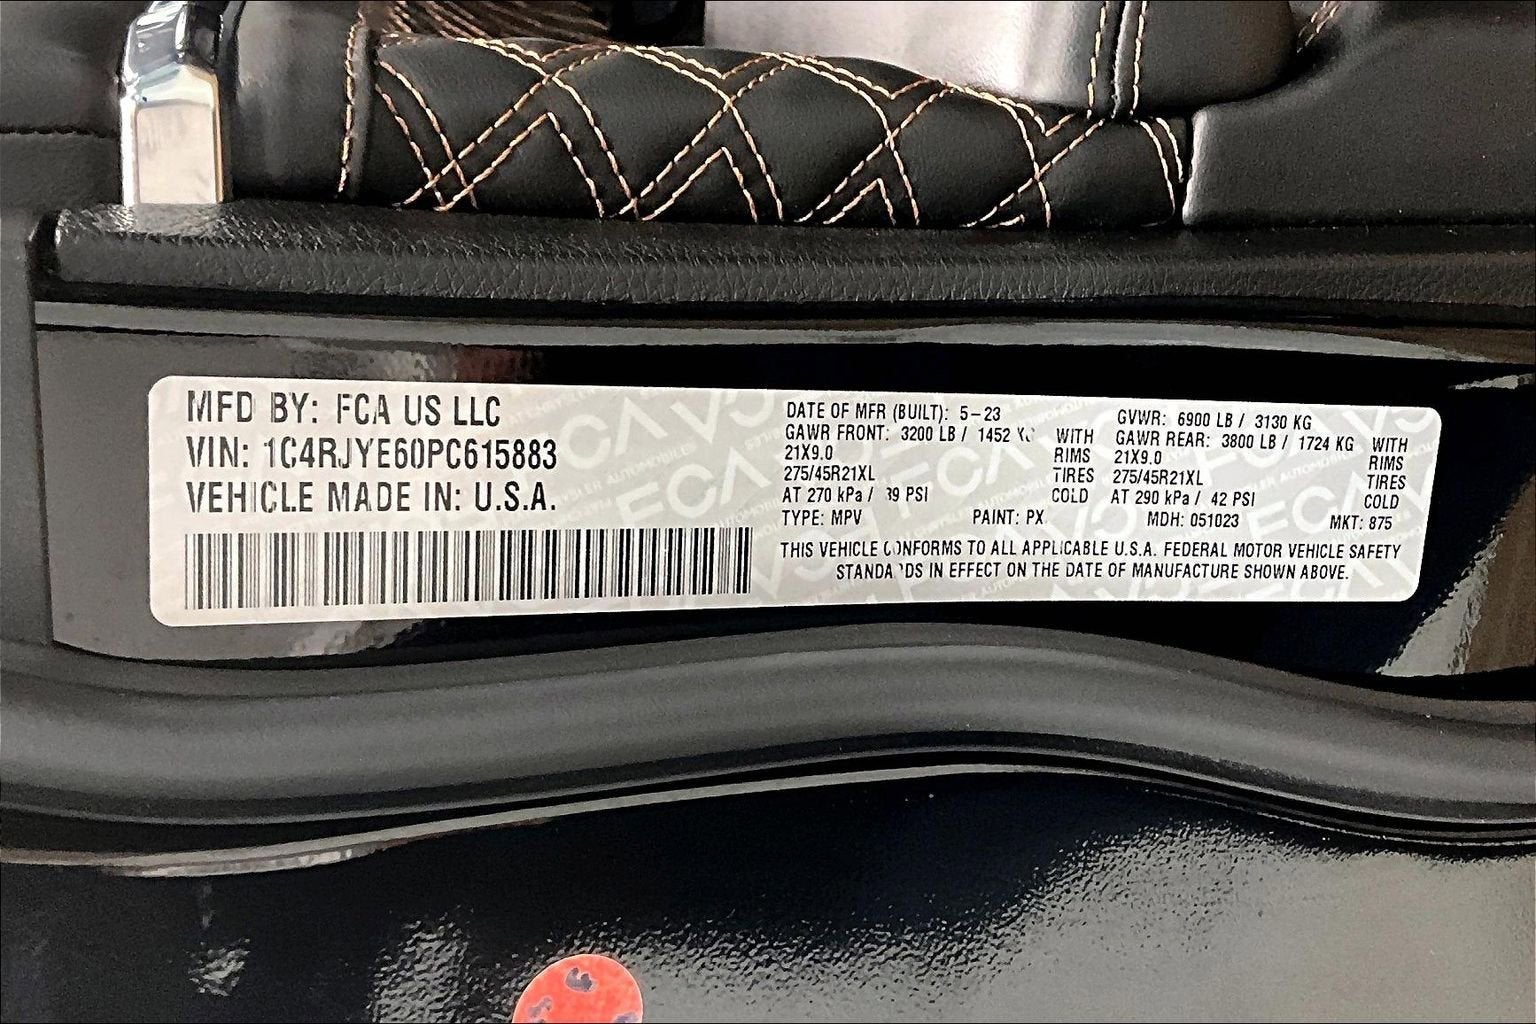 MFD BY: FCA US LLC
VIN: 1C4RJYE60PC615883
VEHICLE MADE IN: U.S.A.
DATE OF MFR (BUILT): 5-23
GAWR FRONT: 3200 LB / 1452 KG WITH
21X9.0 RIMS
275/45R21XL TIRES
AT 270 kPa / 39 PSI COLD
TYPE: MPV PAINT: PX
GVWR: 6900 LB / 3130 KG
GAWR REAR: 3800 LB / 1724 KG WITH
21X9.0 RIMS
275/45R21XL TIRES
AT 290 kPa / 42 PSI COLD
MDH: 051023 MKT: 875
THIS VEHICLE CONFORMS TO ALL APPLICABLE U.S.A. FEDERAL MOTOR VEHICLE SAFETY
STANDARDS IN EFFECT ON THE DATE OF MANUFACTURE SHOWN ABOVE.